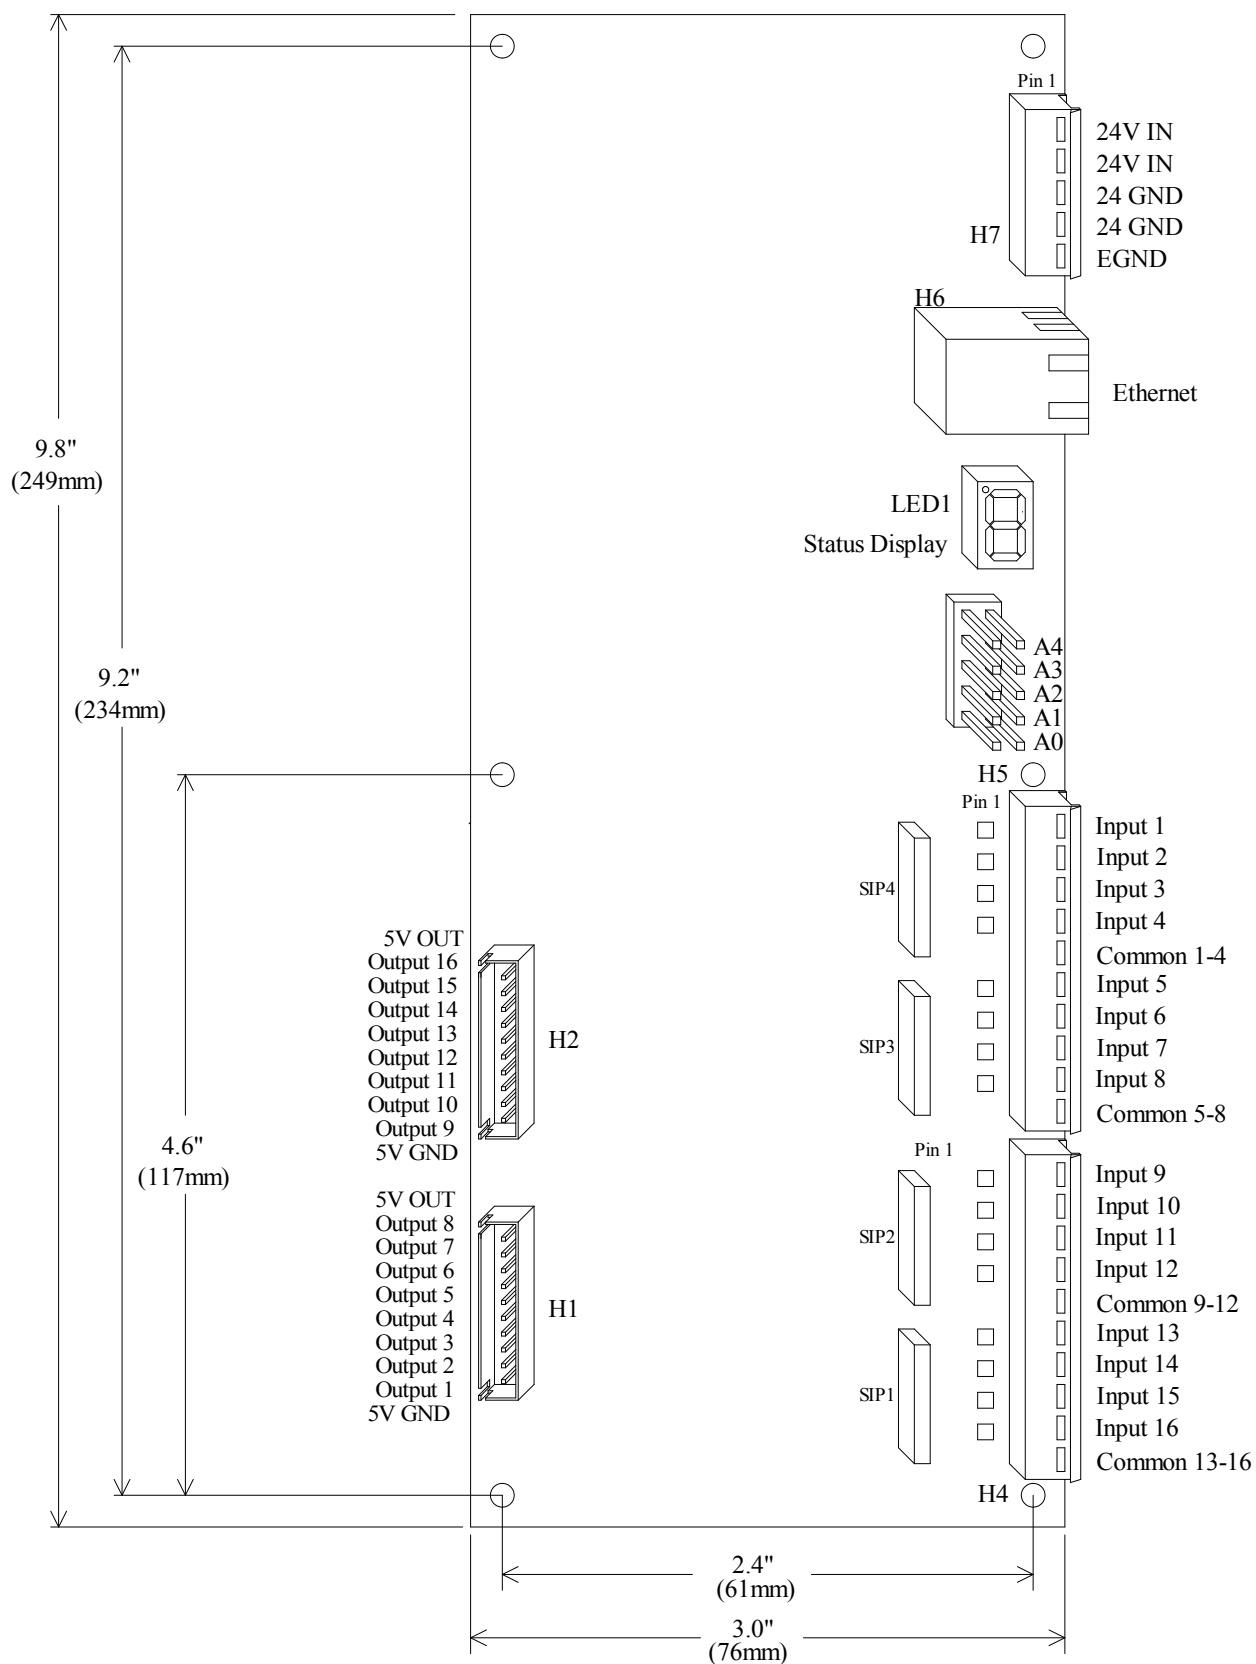 Pin 1
24V IN
24V IN
24 GND
24 GND
EGND
H7
H6
Ethernet
9.8"
(249mm)
LED1
Status Display
A4
A3
A2
A1
A0
9.2"
(234mm)
H5
Pin 1
Input 1
Input 2
Input 3
Input 4
Common 1-4
Input 5
Input 6
Input 7
Input 8
Common 5-8
SIP4
SIP3
5V OUT
Output 16
Output 15
Output 14
Output 13
Output 12
Output 11
Output 10
Output 9
5V GND
H2
4.6"
(117mm)
Pin 1
Input 9
Input 10
Input 11
Input 12
Common 9-12
Input 13
Input 14
Input 15
Input 16
Common 13-16
SIP2
SIP1
5V OUT
Output 8
Output 7
Output 6
Output 5
Output 4
Output 3
Output 2
Output 1
5V GND
H1
H4
2.4"
(61mm)
3.0"
(76mm)